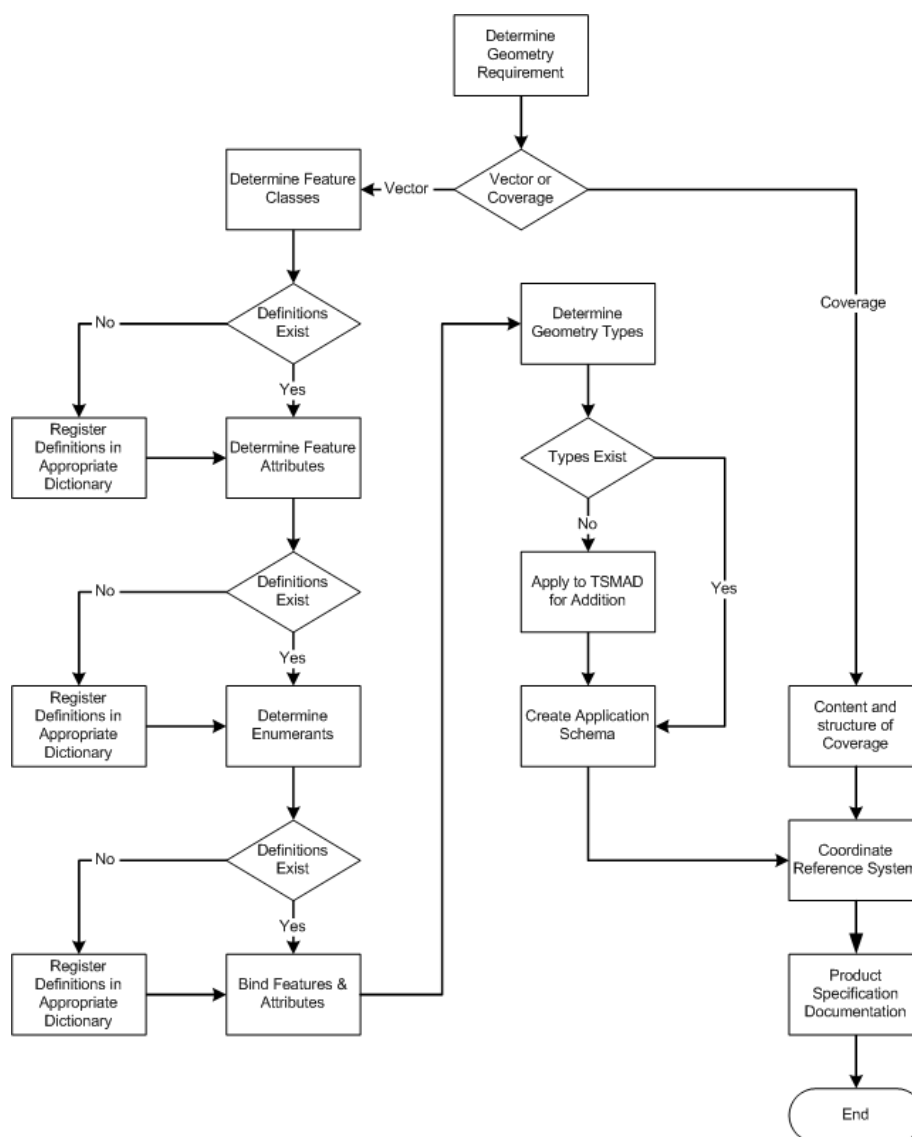 Determine
Geometry
Requirement
Vector or
Coverage
Vector
Determine Feature
Classes
Coverage
Definitions
Exist
No
Yes
Register
Definitions in
Appropriate
Dictionary
Determine Feature
Attributes
Definitions
Exist
No
Yes
Register
Definitions in
Appropriate
Dictionary
Determine
Enumerants
Definitions
Exist
No
Yes
Register
Definitions in
Appropriate
Dictionary
Bind Features &
Attributes
Determine
Geometry Types
Types Exist
No
Yes
Apply to TSMAD
for Addition
Create Application
Schema
Content and
structure of
Coverage
Coordinate
Reference System
Product
Specification
Documentation
End